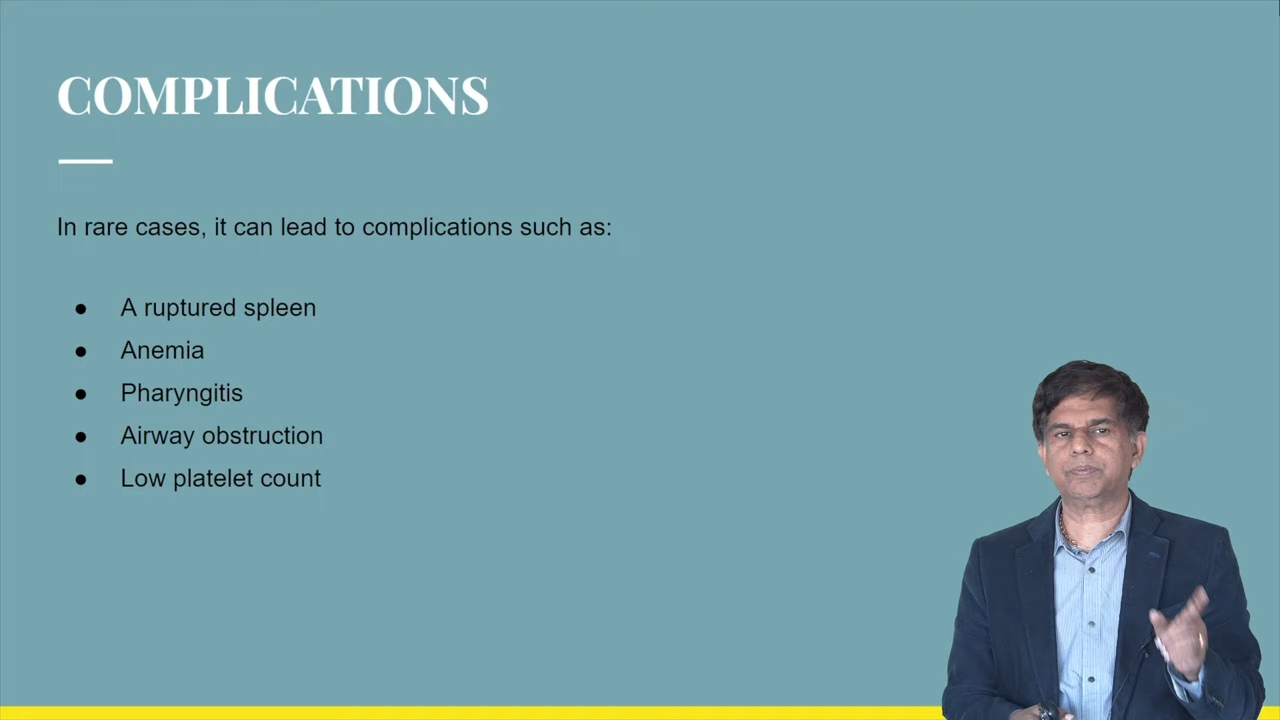 COMPLICATIONS
In rare cases, it can lead to complications such as:
● A ruptured spleen
● Anemia
● Pharyngitis
● Airway obstruction
● Low platelet count